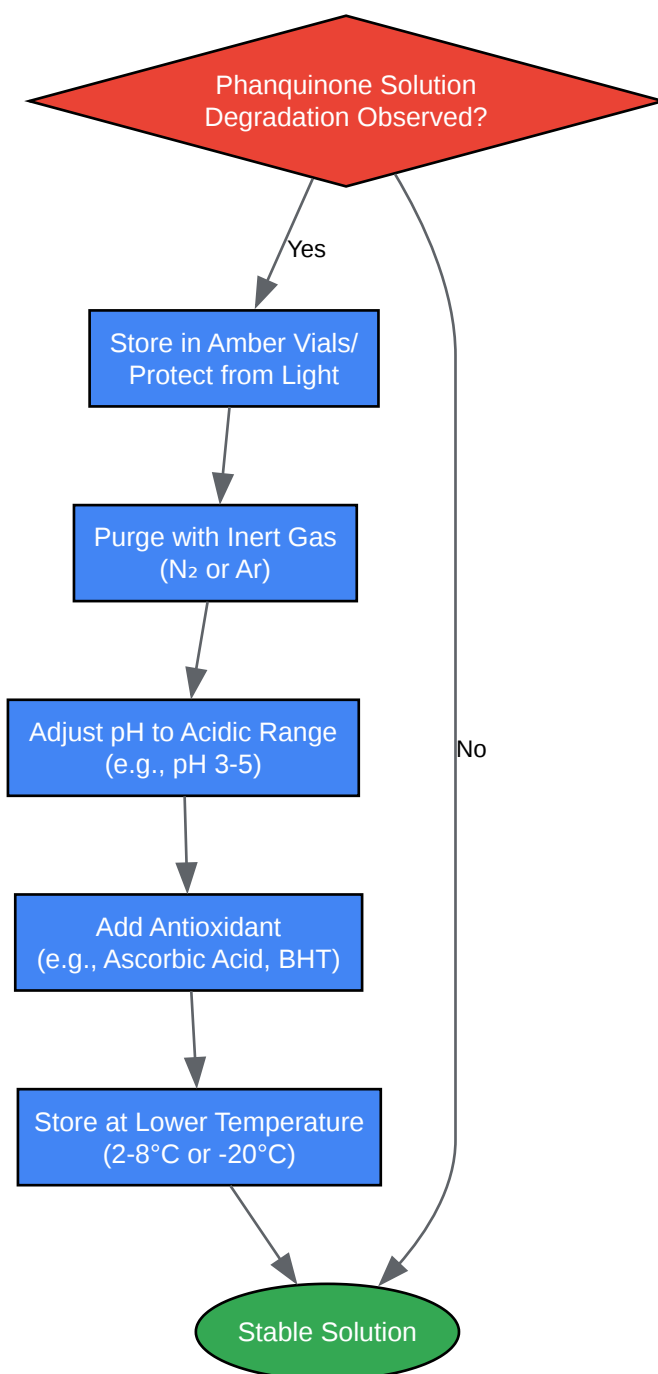 Phanquinone Solution
Degradation Observed?
Yes
Store in Amber Vials/
Protect from Light
Purge with Inert Gas
(N₂ or Ar)
Adjust pH to Acidic Range
(e.g., pH 3-5)
No
Add Antioxidant
(e.g., Ascorbic Acid, BHT)
Store at Lower Temperature
(2-8°C or -20°C)
Stable Solution